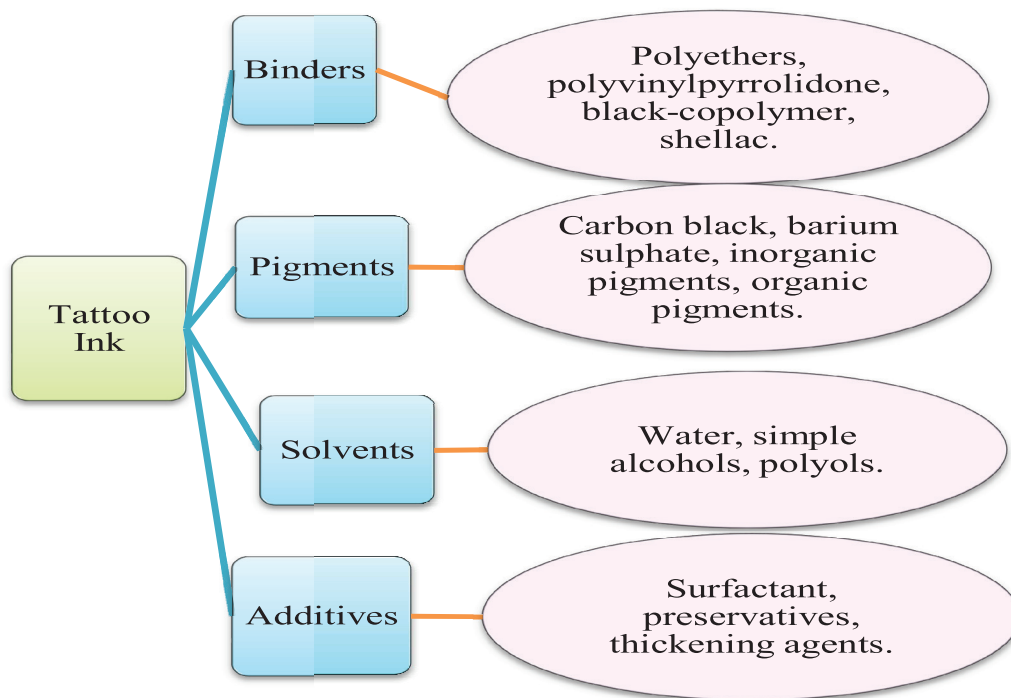 Tattoo
Ink
Binders
Polyethers,
polyvinylpyrrolidone,
black-copolymer,
shellac.
Pigments
Carbon black, barium
sulphate, inorganic
pigments, organic
pigments.
Solvents
Water, simple
alcohols, polyols.
Additives
Surfactant,
preservatives,
thickening agents.